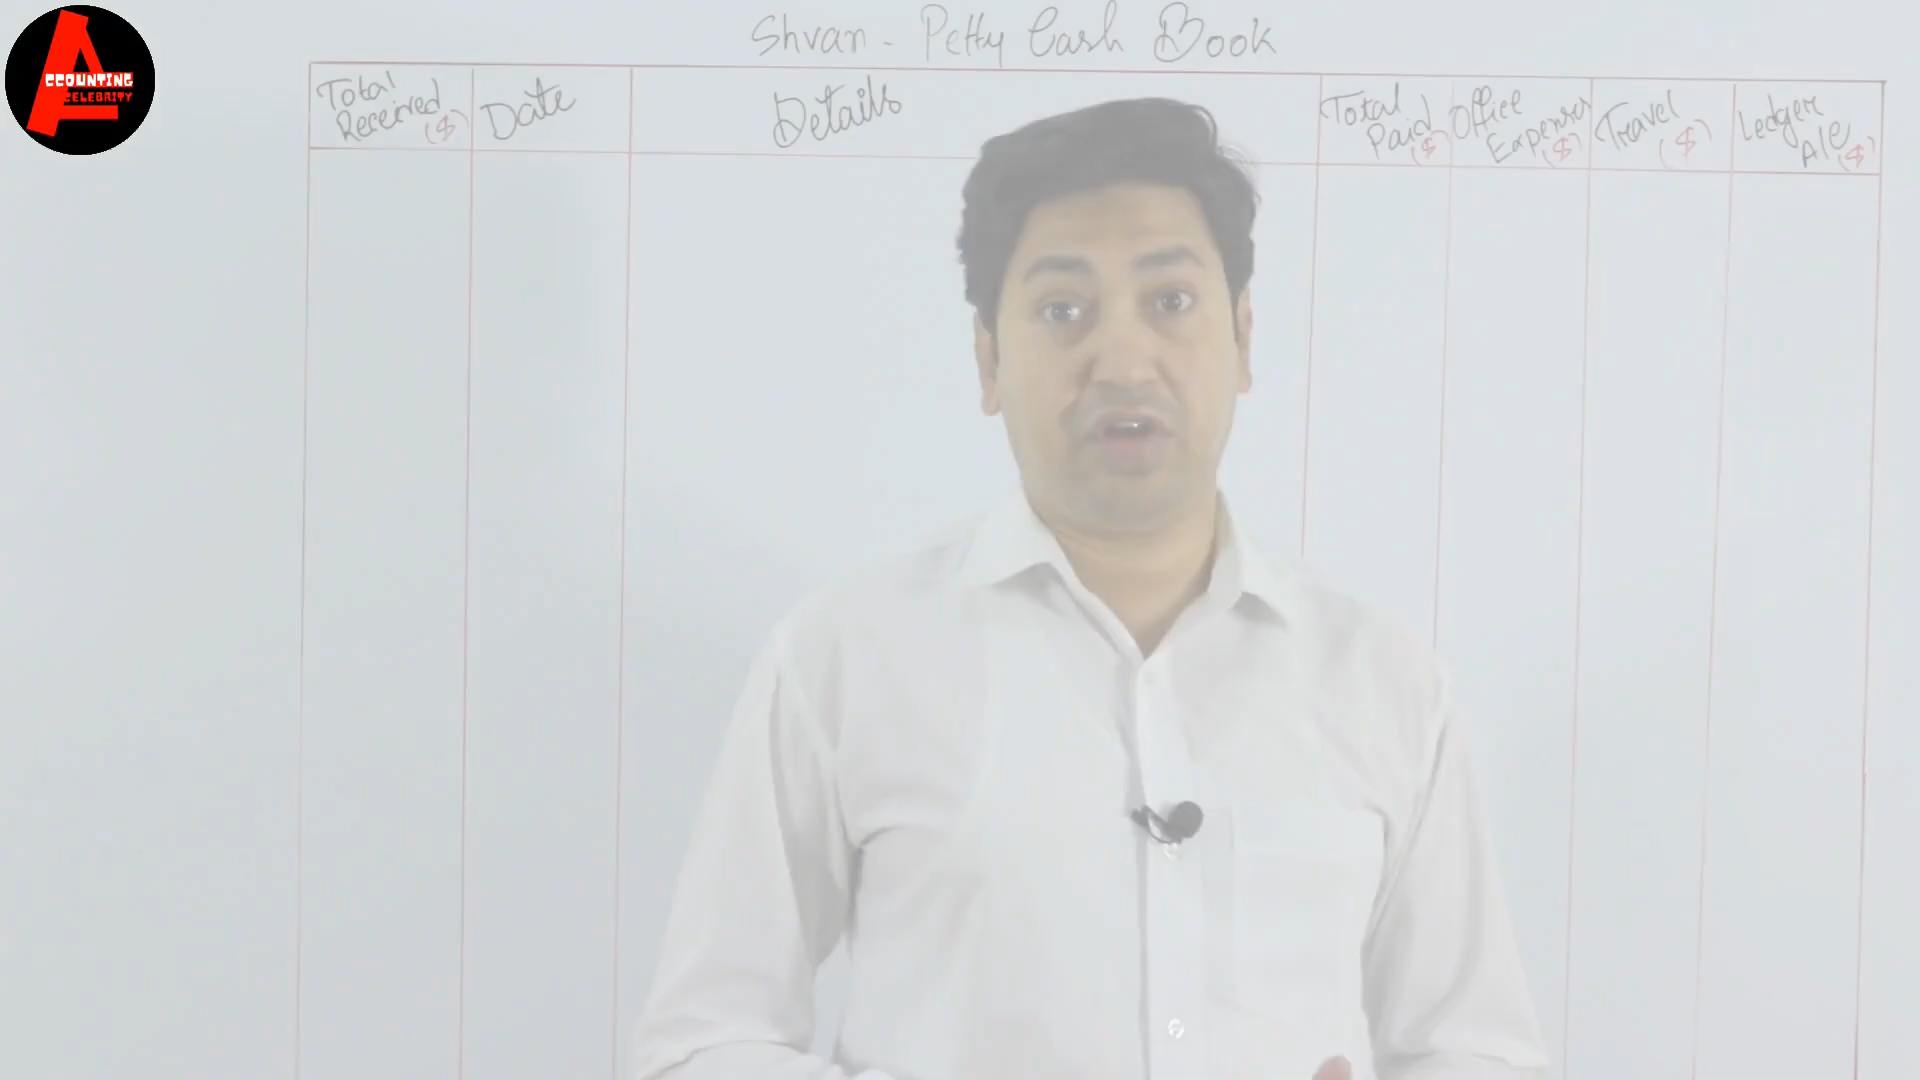 ACCOUNTING
CELEBRITY
Shvan - Petty Cash Book
Total
Received
($)
Date
Details
Total
Paid
($)
Office
Expenses
($)
Travel
($)
Ledger
A/c
($)